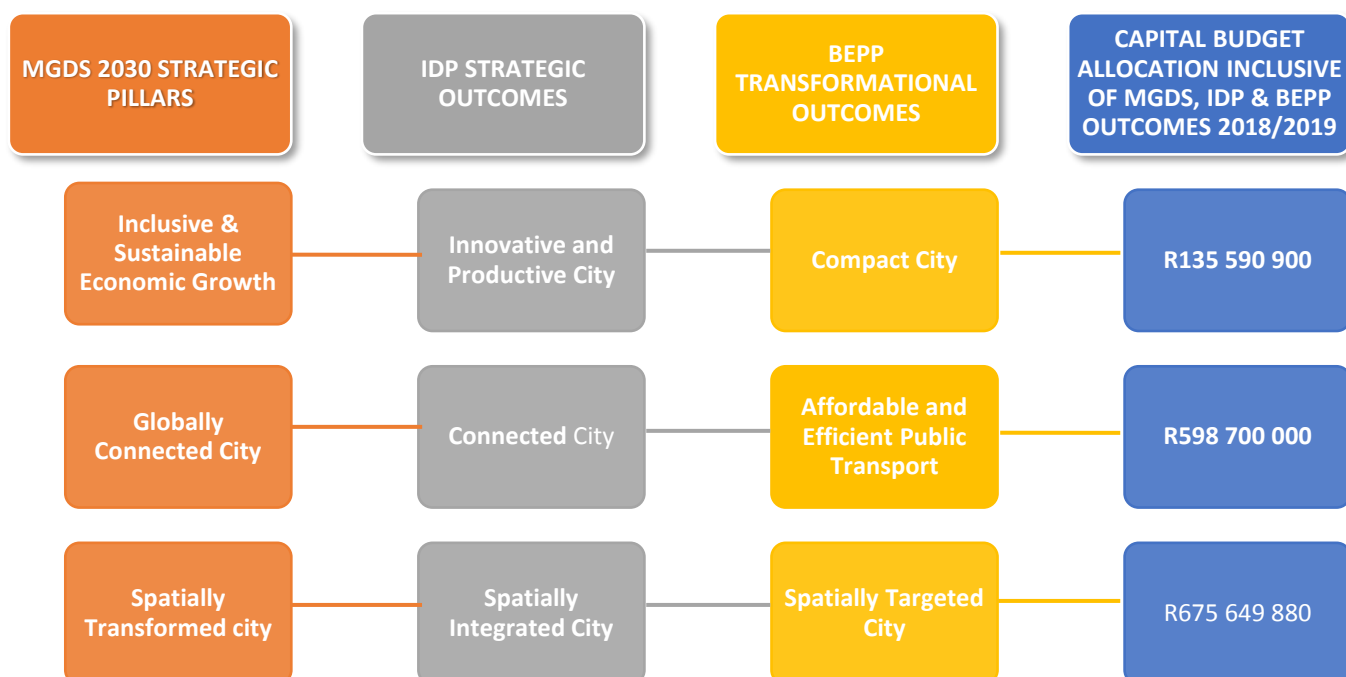 MGDS 2030 STRATEGIC
PILLARS
IDP STRATEGIC
OUTCOMES
BEPP
TRANSFORMATIONAL
OUTCOMES
CAPITAL BUDGET
ALLOCATION INCLUSIVE
OF MGDS, IDP & BEPP
OUTCOMES 2018/2019
Inclusive &
Sustainable
Economic Growth
Innovative and
Productive City
Compact City
R135 590 900
Globally
Connected City
Connected City
Affordable and
Efficient Public
Transport
R598 700 000
Spatially
Transformed city
Spatially
Integrated City
Spatially Targeted
City
R675 649 880